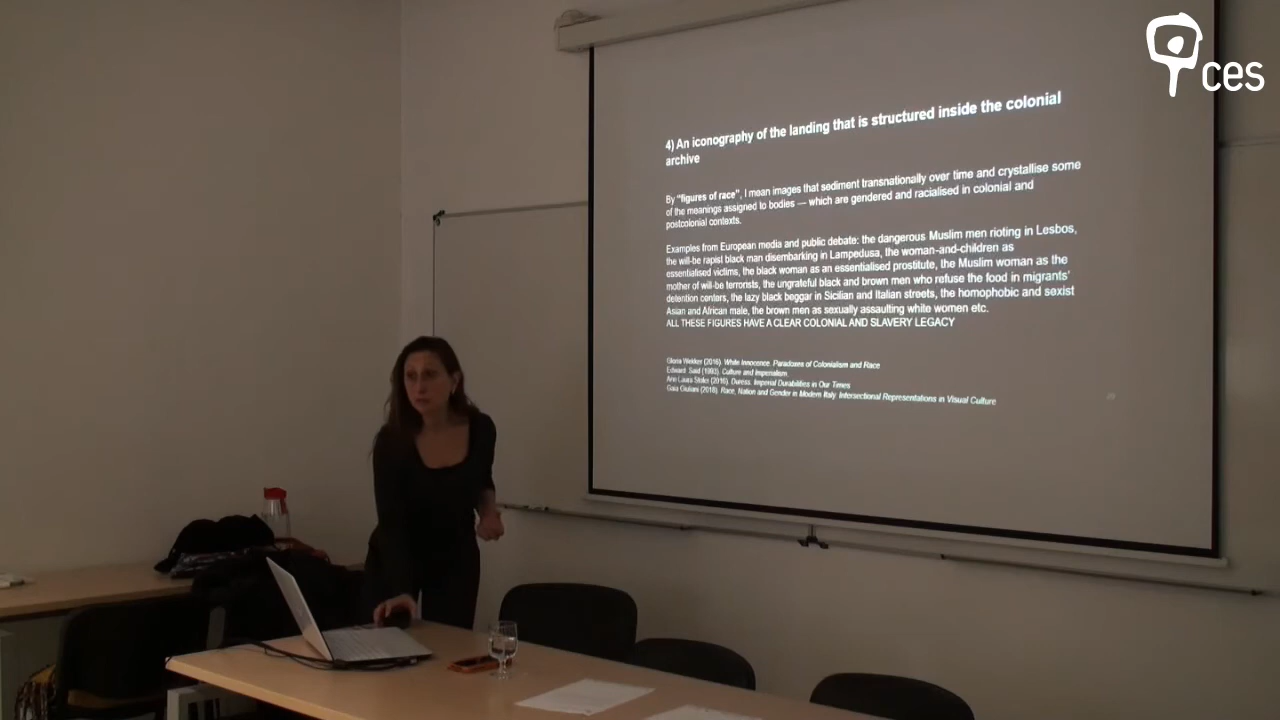 ces
4) An iconography of the landing that is structured inside the colonial
archive
By "figures of race", I mean images that sediment transnationally over time and crystallise some
of the meanings assigned to bodies — which are gendered and racialised in colonial and
postcolonial contexts.
Examples from European media and public debate: the dangerous Muslim men rioting in Lesbos,
the will-be rapist black man disembarking in Lampedusa, the woman-and-children as
essentialised victims, the black woman as an essentialised prostitute, the Muslim woman as the
mother of will-be terrorists, the ungrateful black and brown men who refuse the food in migrants'
detention centers, the lazy black beggar in Sicilian and Italian streets, the homophobic and sexist
Asian and African male, the brown men as sexually assaulting white women etc.
ALL THESE FIGURES HAVE A CLEAR COLONIAL AND SLAVERY LEGACY
Gloria Wekker (2016). White Innocence. Paradoxes of Colonialism and Race
Edward Said (1993). Culture and Imperialism.
Ann Laura Stoler (2016). Duress: Imperial Durabilities in Our Times
Gaia Giuliani (2018). Race, Nation and Gender in Modern Italy: Intersectional Representations in Visual Culture